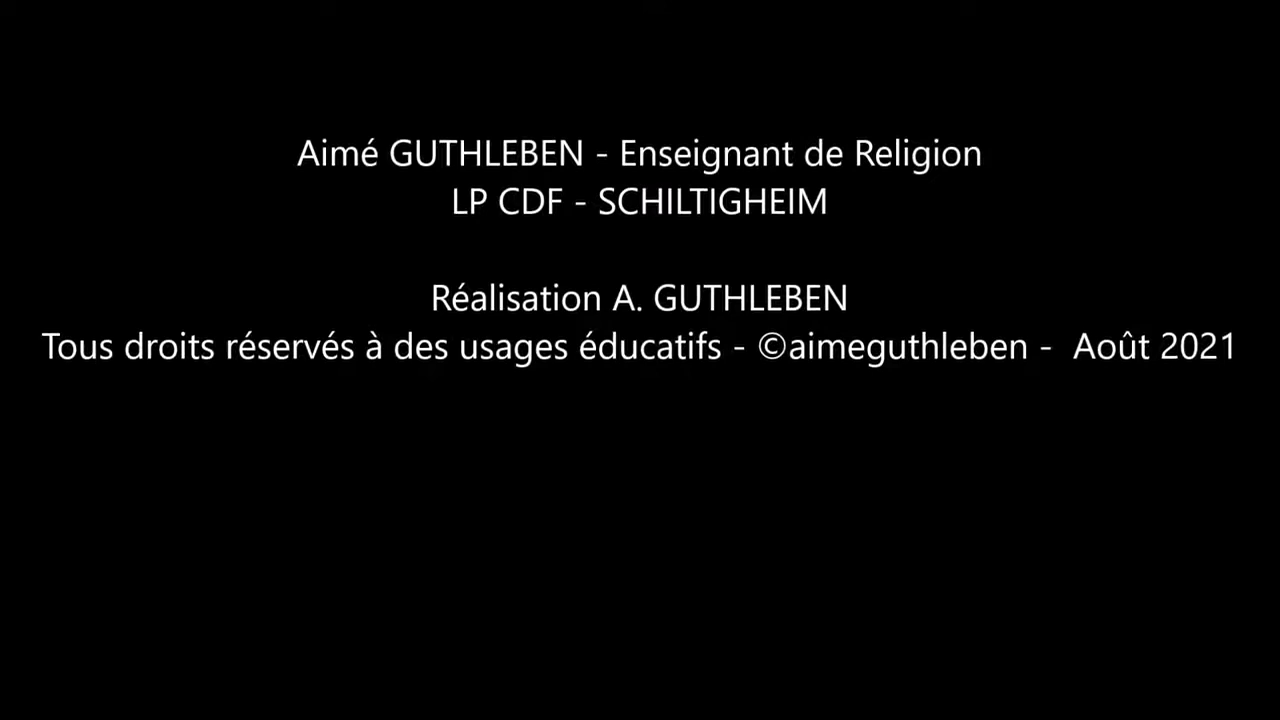 Aimé GUTHLEBEN - Enseignant de Religion
LP CDF - SCHILTIGHEIM
Réalisation A. GUTHLEBEN
Tous droits réservés à des usages éducatifs - ©aimeguthleben -  Août 2021